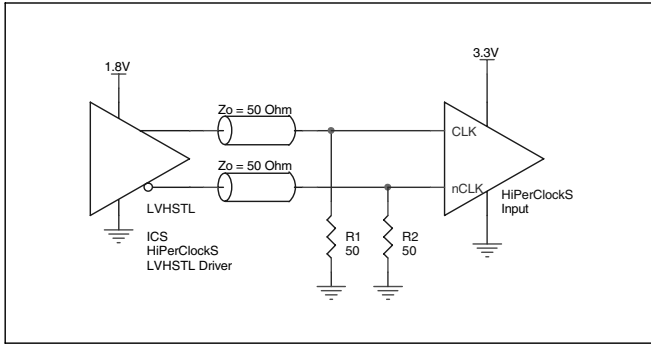 1.8V
3.3V
Zo = 50 Ohm
CLK
Zo = 50 Ohm
nCLK
HiPerClockS
Input
LVHSTL
ICS
HiPerClockS
LVHSTL Driver
R1
50
R2
50